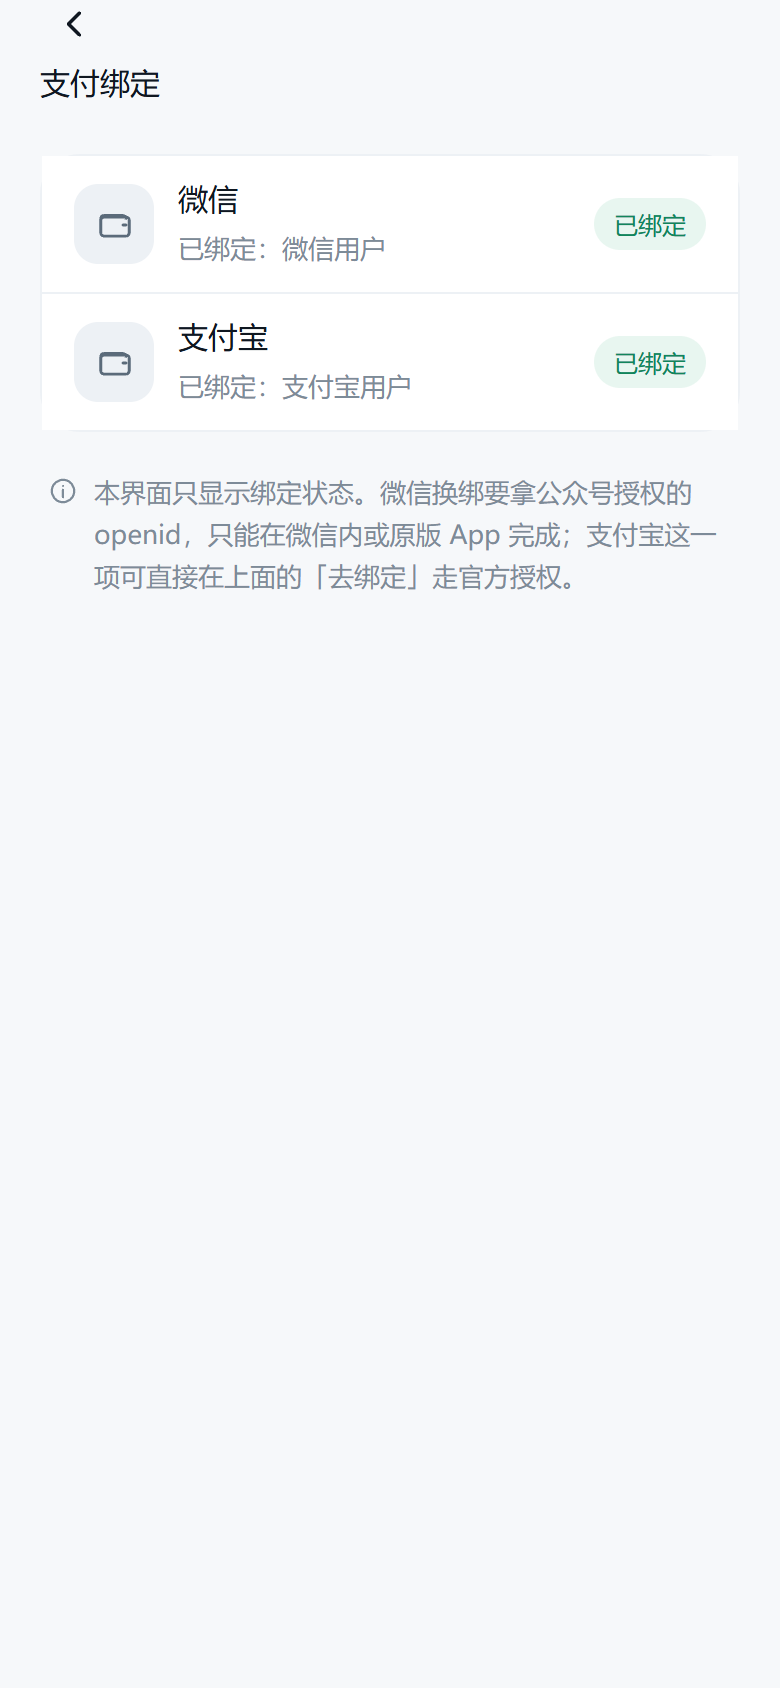 支付绑定
微信
已绑定：微信用户
已绑定
支付宝
已绑定：支付宝用户
已绑定
本界面只显示绑定状态。微信换绑要拿公众号授权的
openid，只能在微信内或原版 App 完成；支付宝这一
项可直接在上面的「去绑定」走官方授权。